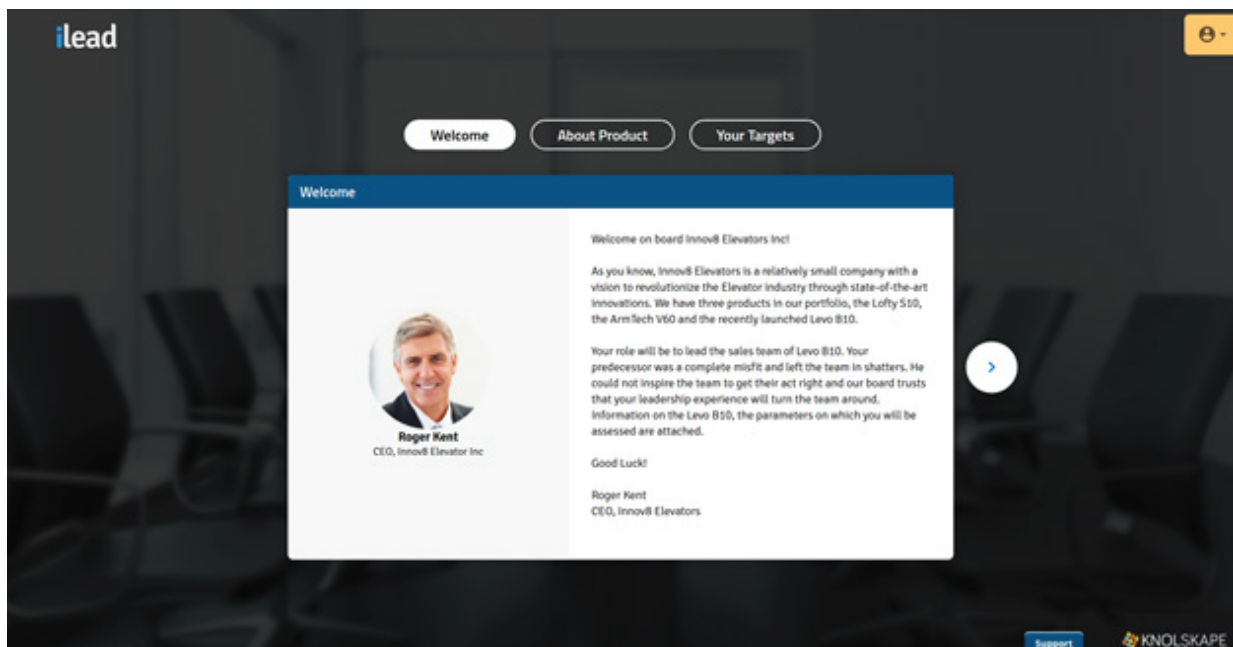 ilead
Welcome
About Product
Your Targets
Welcome
Welcome on board Innov8 Elevators Inc!
As you know, Innov8 Elevators is a relatively small company with a
vision to revolutionize the Elevator industry through state-of-the-art
innovations. We have three products in our portfolio, the Lofty S10,
the ArmTech V60 and the recently launched Levo B10.
Your role will be to lead the sales team of Levo B10. Your
predecessor was a complete misfit and left the team in shatters. He
could not inspire the team to get their act right and our board trusts
that your leadership experience will turn the team around.
Information on the Levo B10, the parameters on which you will be
assessed are attached.
Good Luck!
Roger Kent
CEO, Innov8 Elevators
Roger Kent
CEO, Innov8 Elevator Inc
Support
KNOLSKAPE